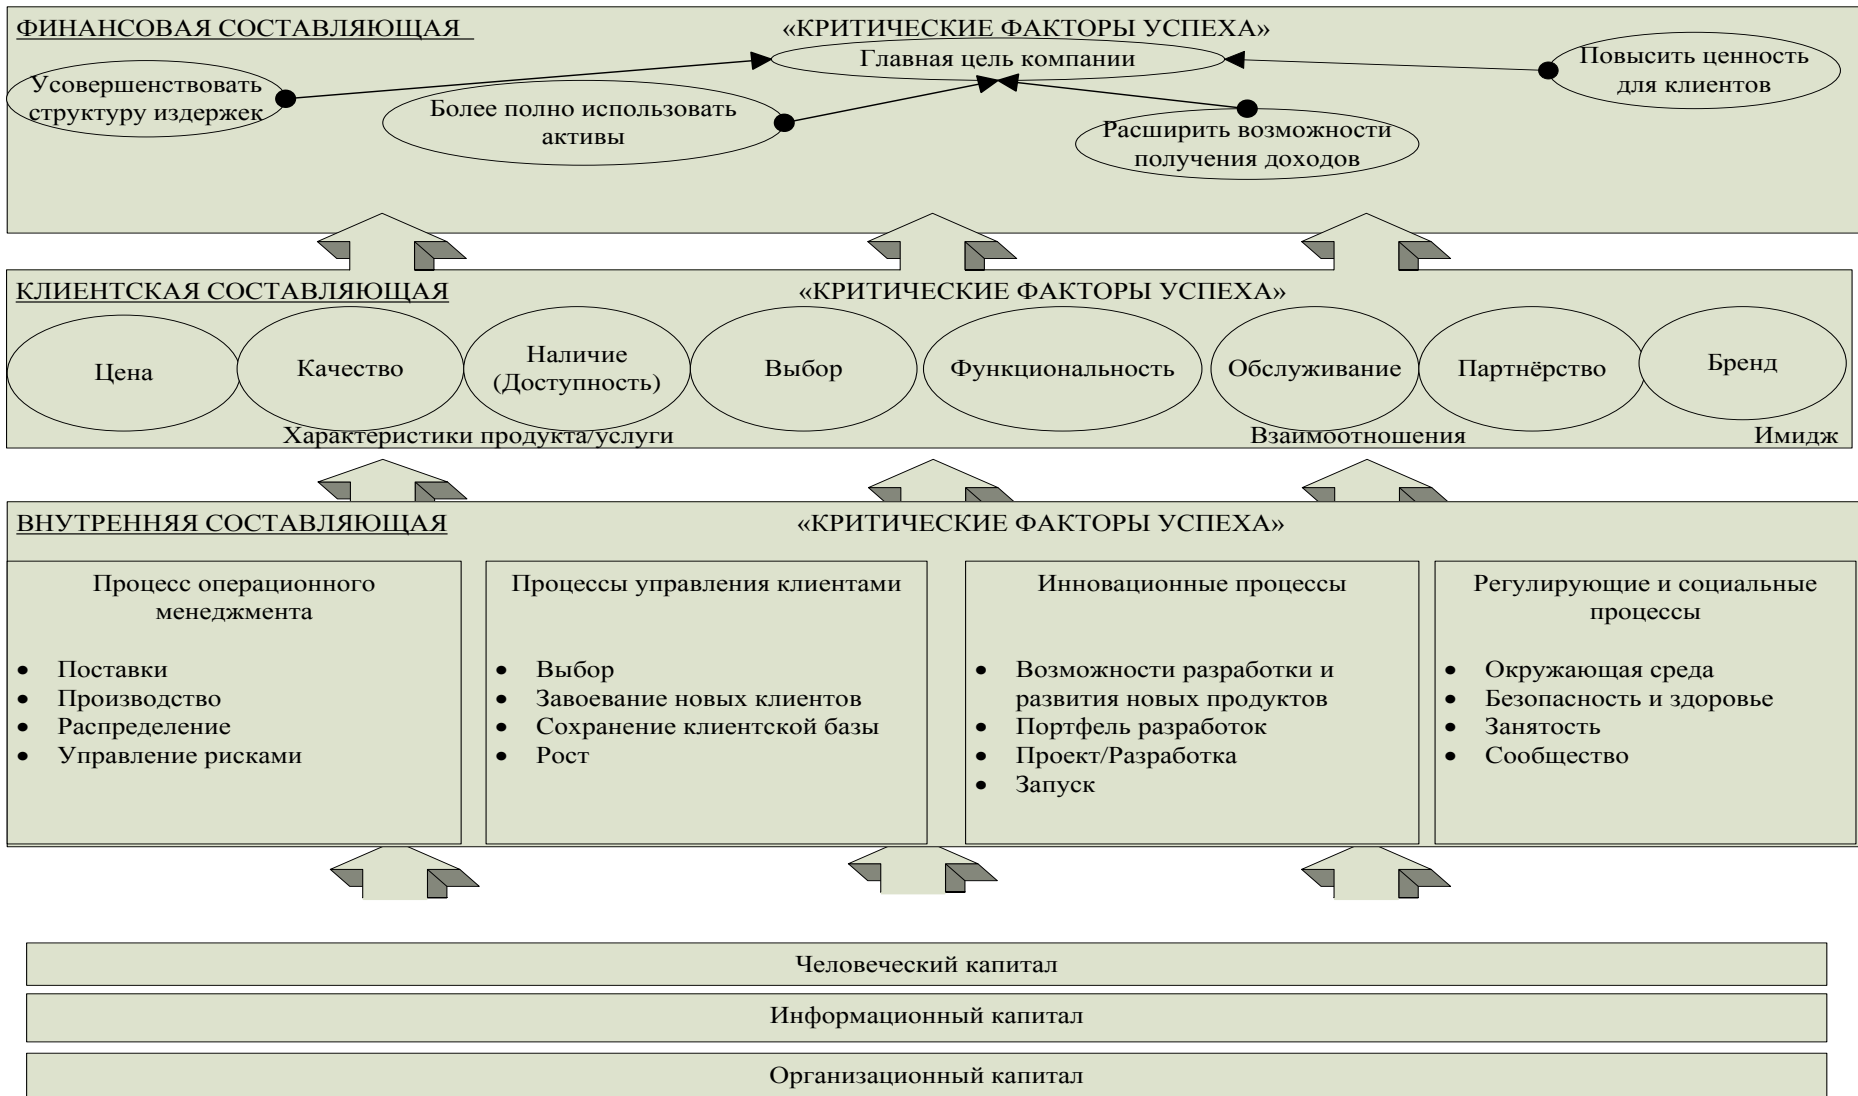 ФИНАНСОВАЯ СОСТАВЛЯЮЩАЯ
«КРИТИЧЕСКИЕ ФАКТОРЫ УСПЕХА»
Главная цель компании
Усовершенствовать
структуру издержек
Более полно использовать
активы
Расширить возможности
получения доходов
Повысить ценность
для клиентов
КЛИЕНТСКАЯ СОСТАВЛЯЮЩАЯ
«КРИТИЧЕСКИЕ ФАКТОРЫ УСПЕХА»
Цена
Качество
Наличие
(Доступность)
Выбор
Функциональность
Обслуживание
Партнёрство
Бренд
Характеристики продукта/услуги
Взаимоотношения
Имидж
ВНУТРЕННЯЯ СОСТАВЛЯЮЩАЯ
«КРИТИЧЕСКИЕ ФАКТОРЫ УСПЕХА»
Процесс операционного
менеджмента
• Поставки
• Производство
• Распределение
• Управление рисками
Процессы управления клиентами
• Выбор
• Завоевание новых клиентов
• Сохранение клиентской базы
• Рост
Инновационные процессы
• Возможности разработки и
развития новых продуктов
• Портфель разработок
• Проект/Разработка
• Запуск
Регулирующие и социальные
процессы
• Окружающая среда
• Безопасность и здоровье
• Занятость
• Сообщество
Человеческий капитал
Информационный капитал
Организационный капитал